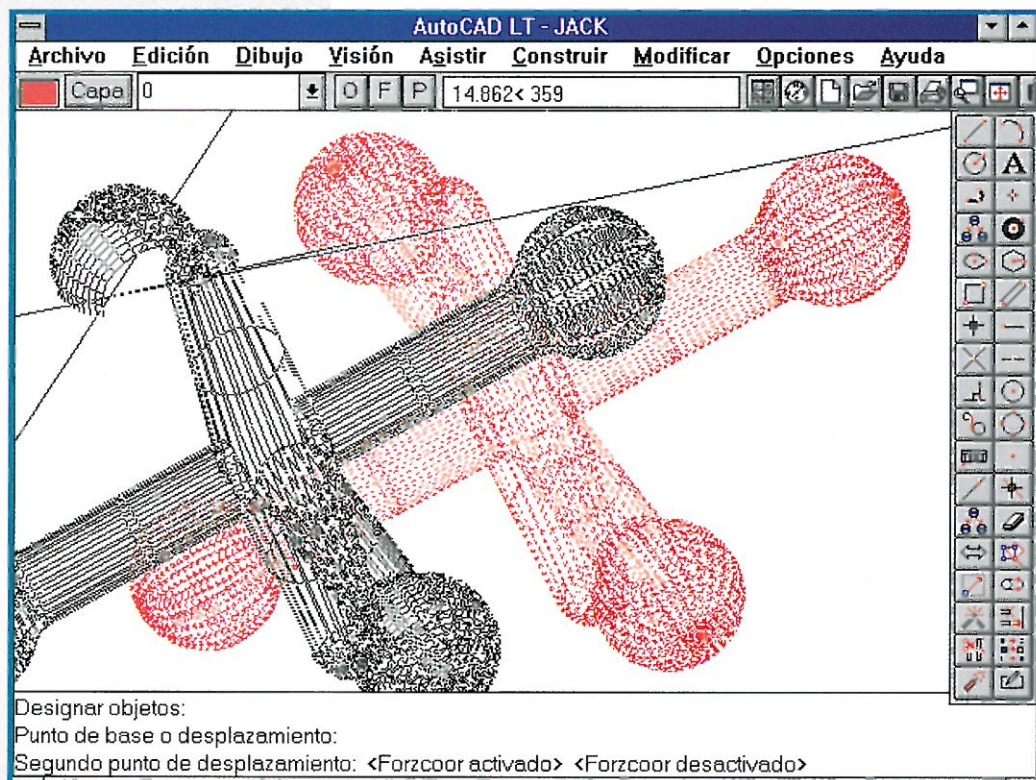 AutoCAD LT - JACK
Archivo Edición Dibujo Visión Asistir Construir Modificar Opciones Ayuda
Capa 0 O F P 14.862< 359
A
Designar objetos:
Punto de base o desplazamiento:
Segundo punto de desplazamiento: <Forzcoor activado> <Forzcoor desactivado>